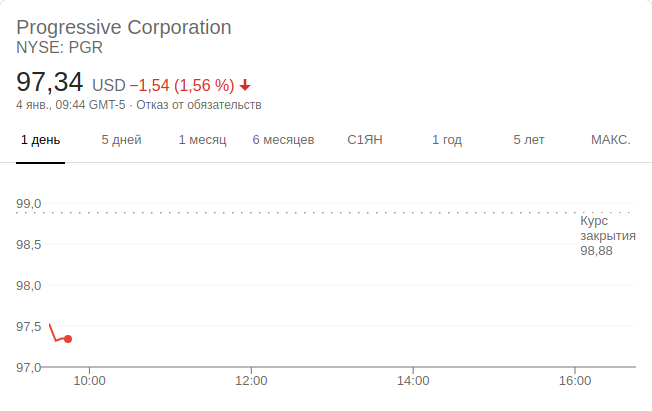 Progressive Corporation
NYSE: PGR
97,34 USD −1,54 (1,56 %)
4 янв., 09:44 GMT-5 · Отказ от обязательств
1 день 5 дней 1 месяц 6 месяцев С1ЯН 1 год 5 лет МАКС.
99,0
Курс
закрытия
98,88
98,5
98,0
97,5
97,0
10:00 12:00 14:00 16:00